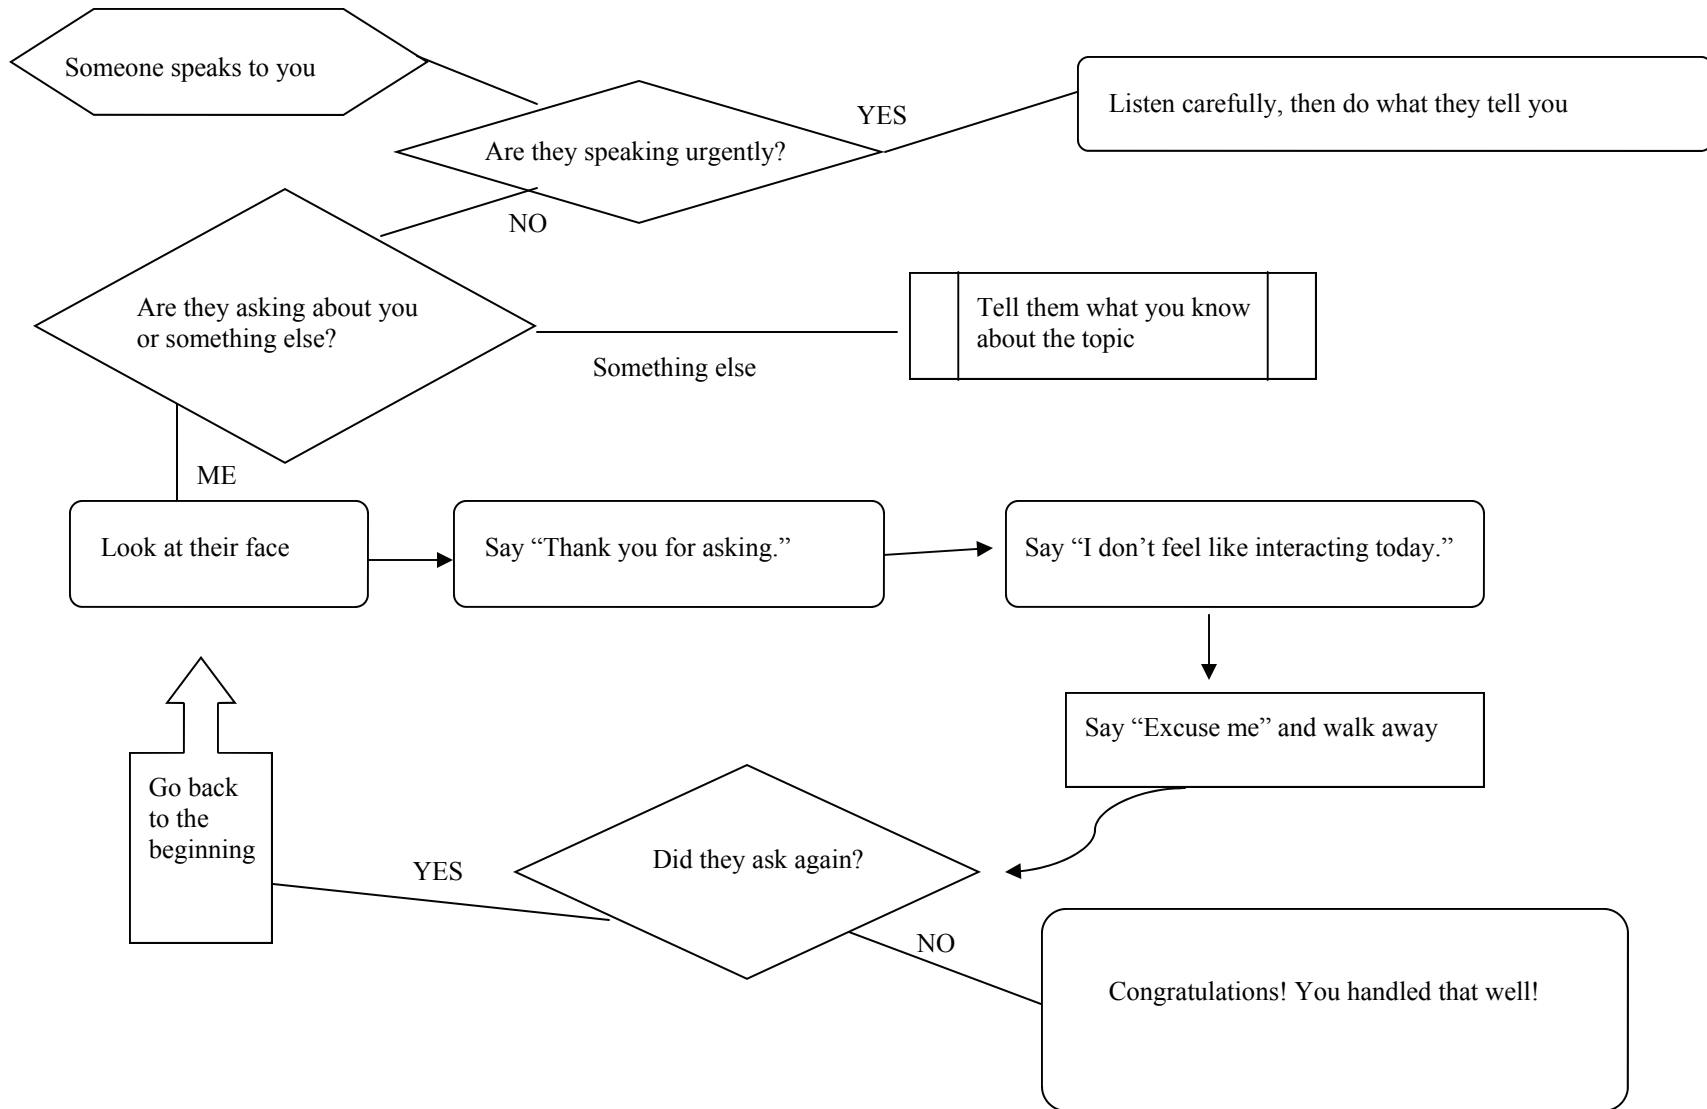 Someone speaks to you
Are they speaking urgently?
YES
Listen carefully, then do what they tell you
NO
Are they asking about you
or something else?
Something else
Tell them what you know
about the topic
ME
Look at their face
Say “Thank you for asking.”
Say “I don’t feel like interacting today.”
Say “Excuse me” and walk away
Did they ask again?
YES
Go back
to the
beginning
NO
Congratulations! You handled that well!